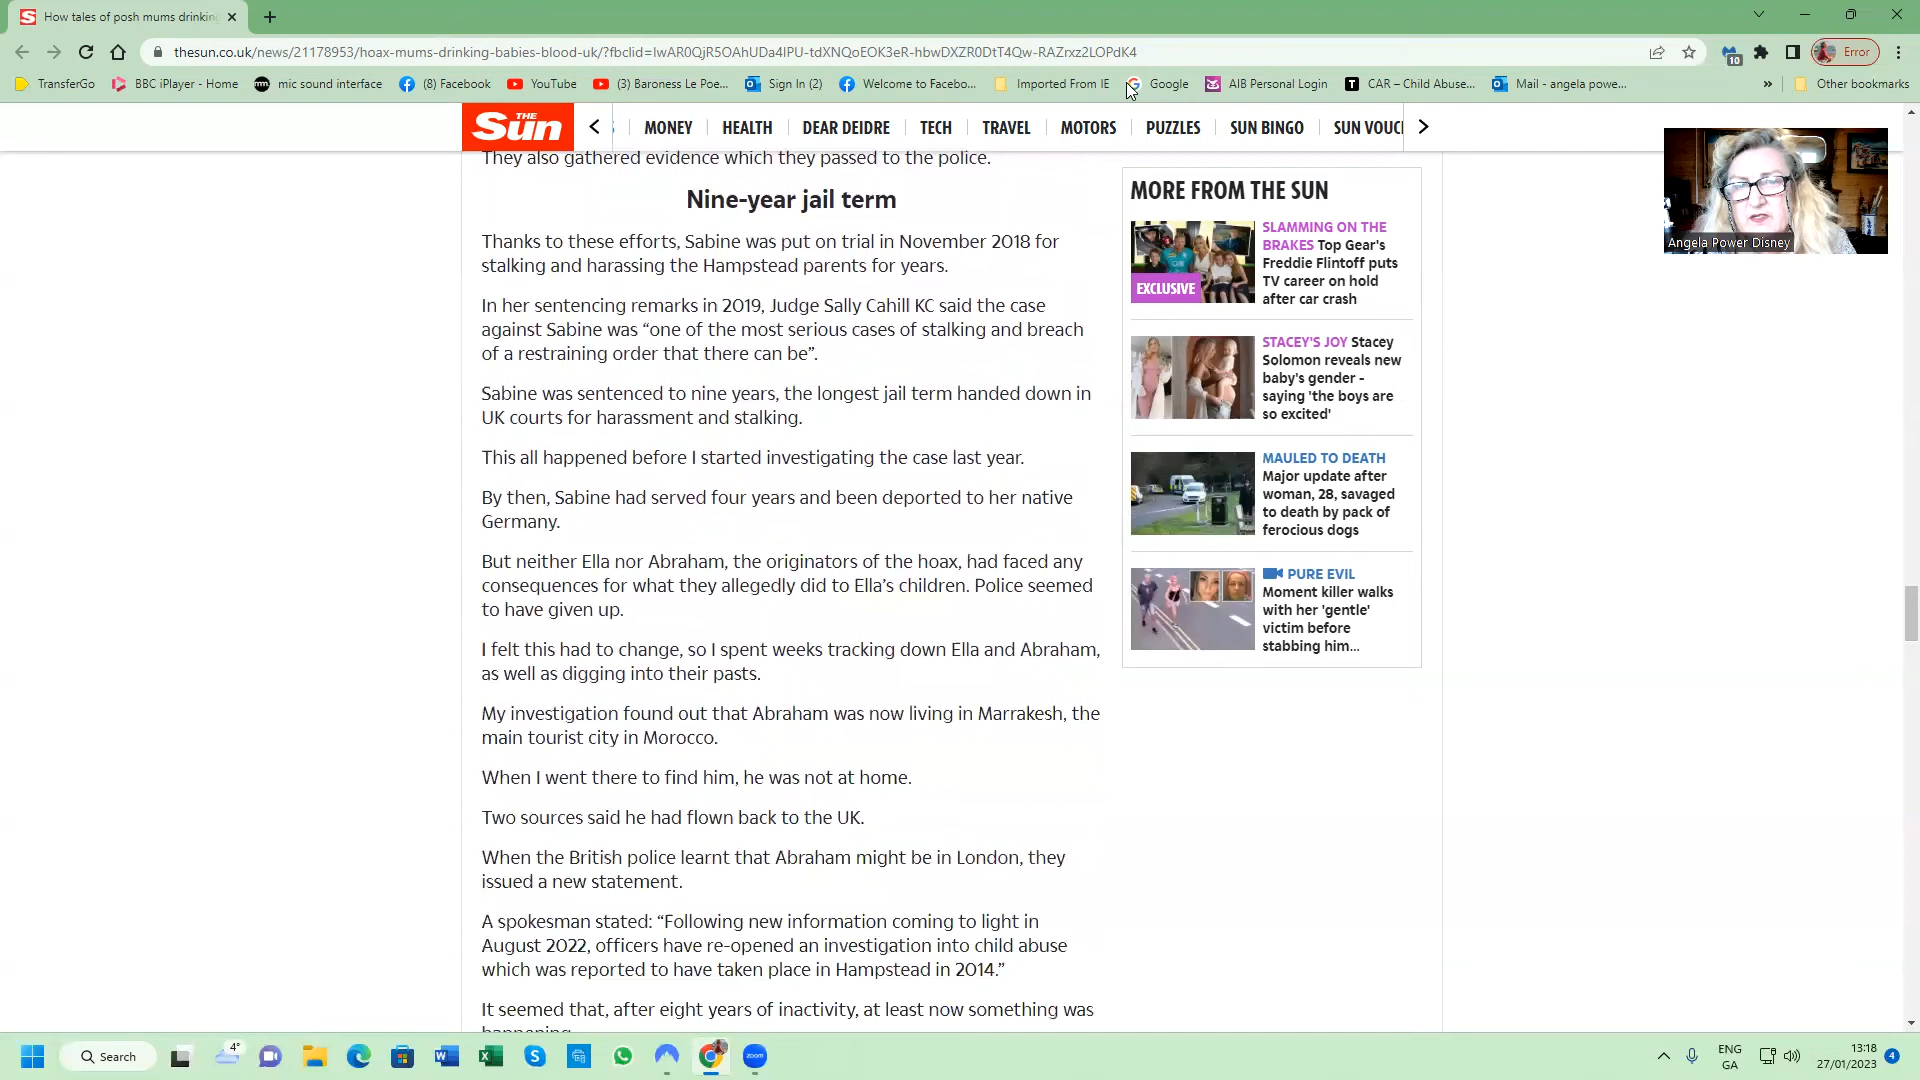 How tales of posh mums drinking
thesun.co.uk/news/21178953/hoax-mums-drinking-babies-blood-uk/?fbclid=IwAR0QjR5OAhUDa4lPU-tdXNQoEOK3eR-hbwDXZR0DtT4Qw-RAZrxz2LOPdK4
10
Error
TransferGo
BBC iPlayer - Home
mic sound interface
(8) Facebook
YouTube
(3) Baroness Le Poe...
Sign In (2)
Welcome to Facebo...
Imported From IE
Google
AIB Personal Login
CAR – Child Abuse...
Mail - angela powe...
Other bookmarks
THE Sun
MONEY
HEALTH
DEAR DEIDRE
TECH
TRAVEL
MOTORS
PUZZLES
SUN BINGO
SUN VOUC
They also gathered evidence which they passed to the police.
Nine-year jail term
Thanks to these efforts, Sabine was put on trial in November 2018 for
stalking and harassing the Hampstead parents for years.
In her sentencing remarks in 2019, Judge Sally Cahill KC said the case
against Sabine was “one of the most serious cases of stalking and breach
of a restraining order that there can be”.
Sabine was sentenced to nine years, the longest jail term handed down in
UK courts for harassment and stalking.
This all happened before I started investigating the case last year.
By then, Sabine had served four years and been deported to her native
Germany.
But neither Ella nor Abraham, the originators of the hoax, had faced any
consequences for what they allegedly did to Ella’s children. Police seemed
to have given up.
I felt this had to change, so I spent weeks tracking down Ella and Abraham,
as well as digging into their pasts.
My investigation found out that Abraham was now living in Marrakesh, the
main tourist city in Morocco.
When I went there to find him, he was not at home.
Two sources said he had flown back to the UK.
When the British police learnt that Abraham might be in London, they
issued a new statement.
A spokesman stated: “Following new information coming to light in
August 2022, officers have re-opened an investigation into child abuse
which was reported to have taken place in Hampstead in 2014.”
It seemed that, after eight years of inactivity, at least now something was
happening.
MORE FROM THE SUN
EXCLUSIVE
SLAMMING ON THE
BRAKES Top Gear's
Freddie Flintoff puts
TV career on hold
after car crash
STACEY'S JOY Stacey
Solomon reveals new
baby's gender -
saying 'the boys are
so excited'
MAULED TO DEATH
Major update after
woman, 28, savaged
to death by pack of
ferocious dogs
PURE EVIL
Moment killer walks
with her 'gentle'
victim before
stabbing him...
Angela Power Disney
Search
4°
zoom
ENG
GA
13:18
27/01/2023
4